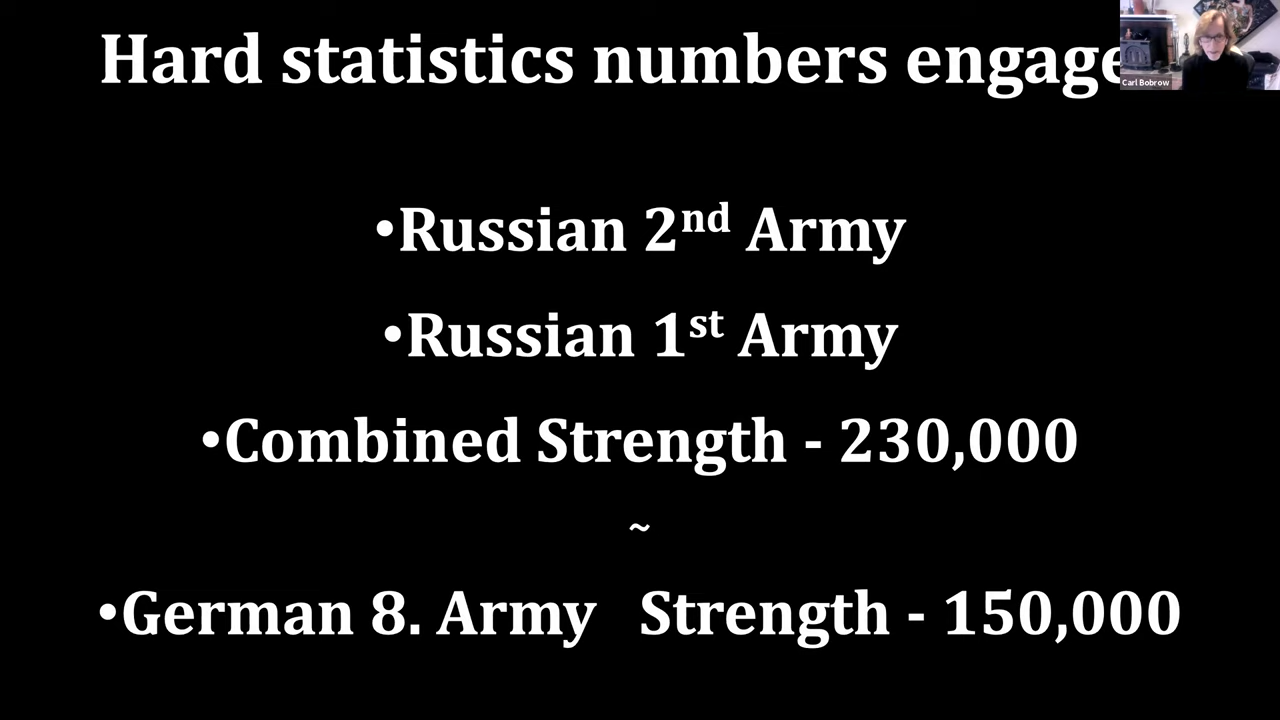 Hard statistics numbers engage
Carl Bobrow
•Russian 2nd Army
•Russian 1st Army
•Combined Strength - 230,000
~
•German 8. Army Strength - 150,000